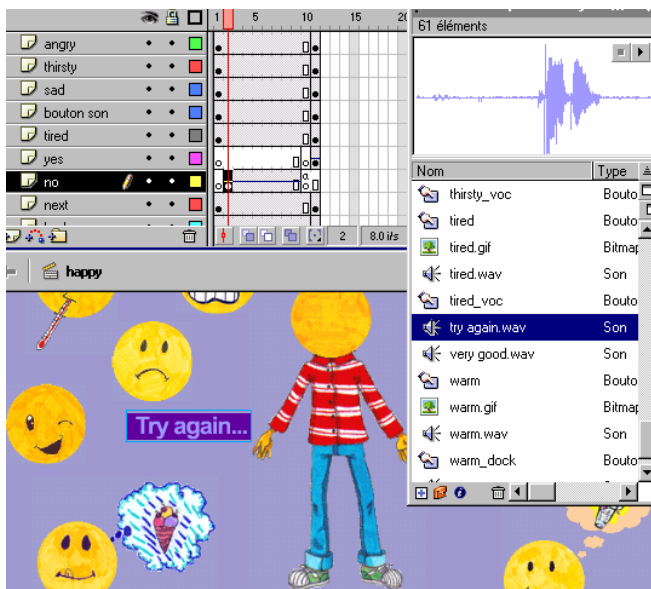 1 5 10 15 20
61 éléments
angry
thirsty
sad
bouton son
tired
yes
no
next
2 8.0 i/s
happy
Try again...
Nom Type
thirsty_voc Bouto
tired Bouto
tired.gif Bitmap
tired.wav Son
tired_voc Bouto
try again.wav Son
very good.wav Son
warm Bouto
warm.gif Bitmap
warm.wav Son
warm_dock Bouto